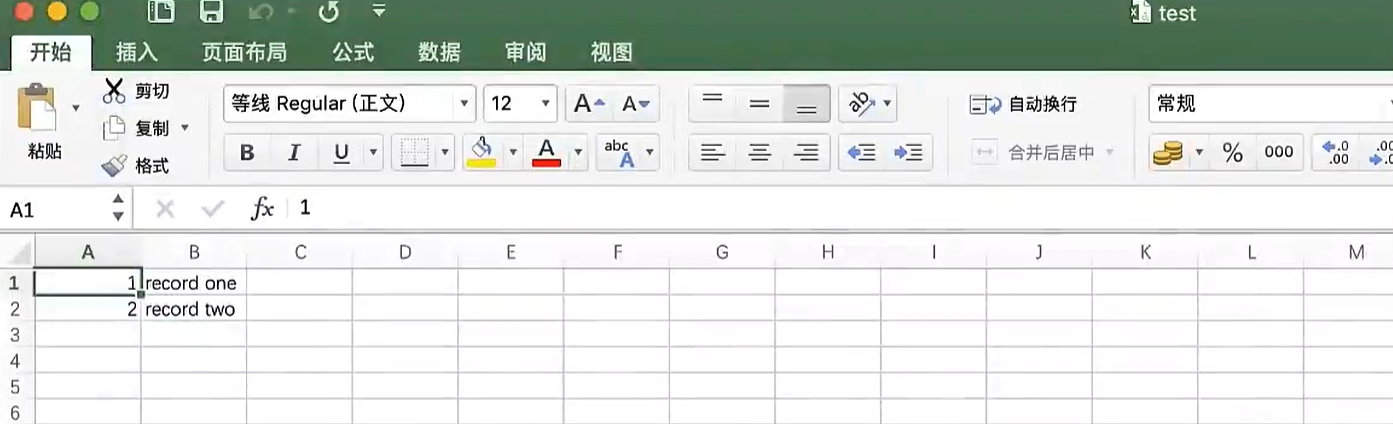 test
开始 插入 页面布局 公式 数据 审阅 视图
剪切
等线 Regular (正文) 12 A A 自动换行 常规
复制
粘贴 B I U A abc A 合并后居中 % 000 .0 .00 .00 .0
格式
A1 fx 1
A B C D E F G H I J K L M
1 1 record one
2 2 record two
3
4
5
6